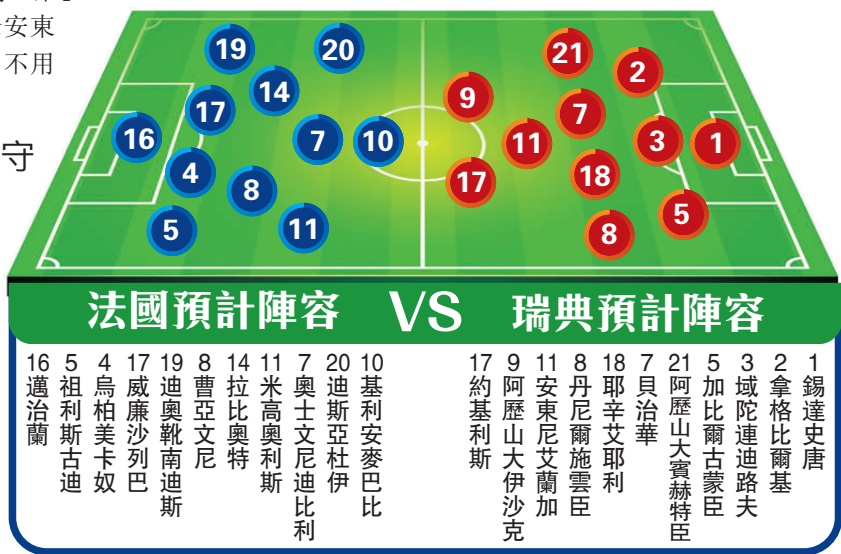 安東
不用
守
19
20
14
17
16
7
10
4
8
5
11
21
2
9
7
11
3
1
17
18
5
8
法國預計陣容 VS 瑞典預計陣容
16 邁治蘭
5 祖利斯古迪
4 烏柏美卡奴
17 威廉沙列巴
19 迪奧靴南迪斯
8 曹亞文尼
14 拉比奧特
11 米高奧利斯
7 奧士文尼迪比利
20 迪斯亞杜伊
10 基利安麥巴比
17 約基利斯
9 阿歷山大伊沙克
11 安東尼艾蘭加
8 丹尼爾施雲臣
18 耶辛艾耶利
7 貝治華
21 阿歷山大賓赫特臣
5 加比爾古蒙臣
3 域陀連迪路夫
2 拿格比爾基
1 錫達史唐